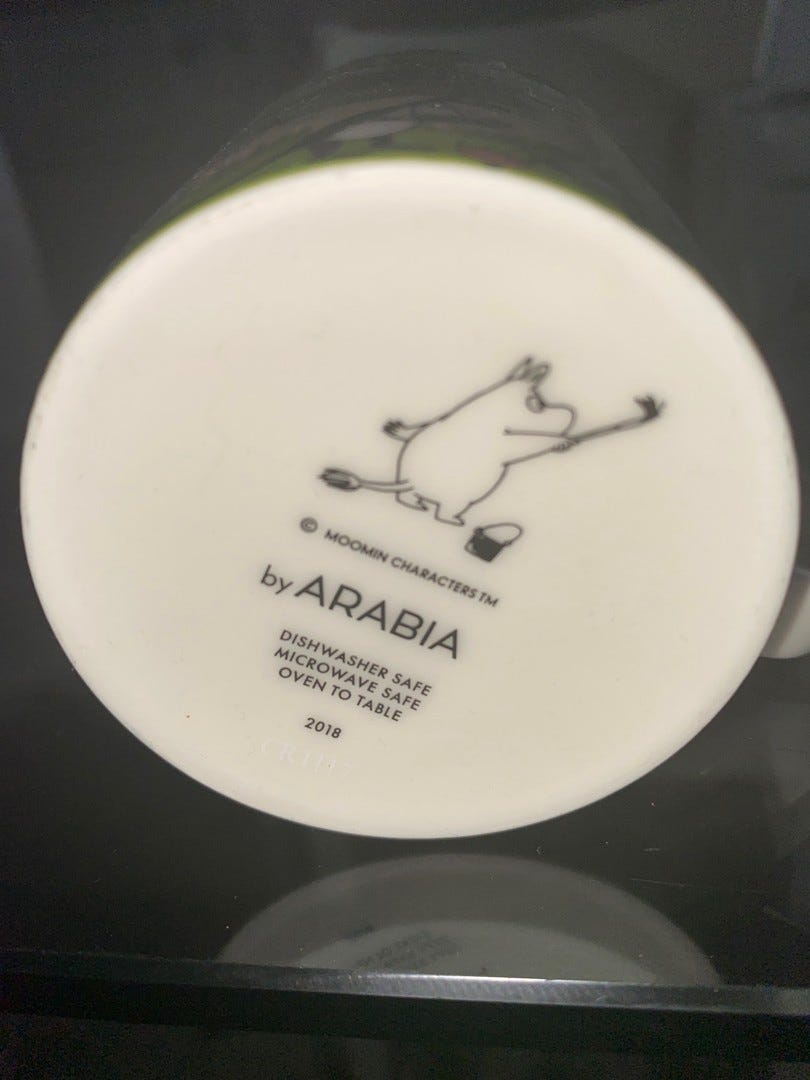 © MOOMIN CHARACTERS™
by ARABIA
DISHWASHER SAFE
MICROWAVE SAFE
OVEN TO TABLE
2018